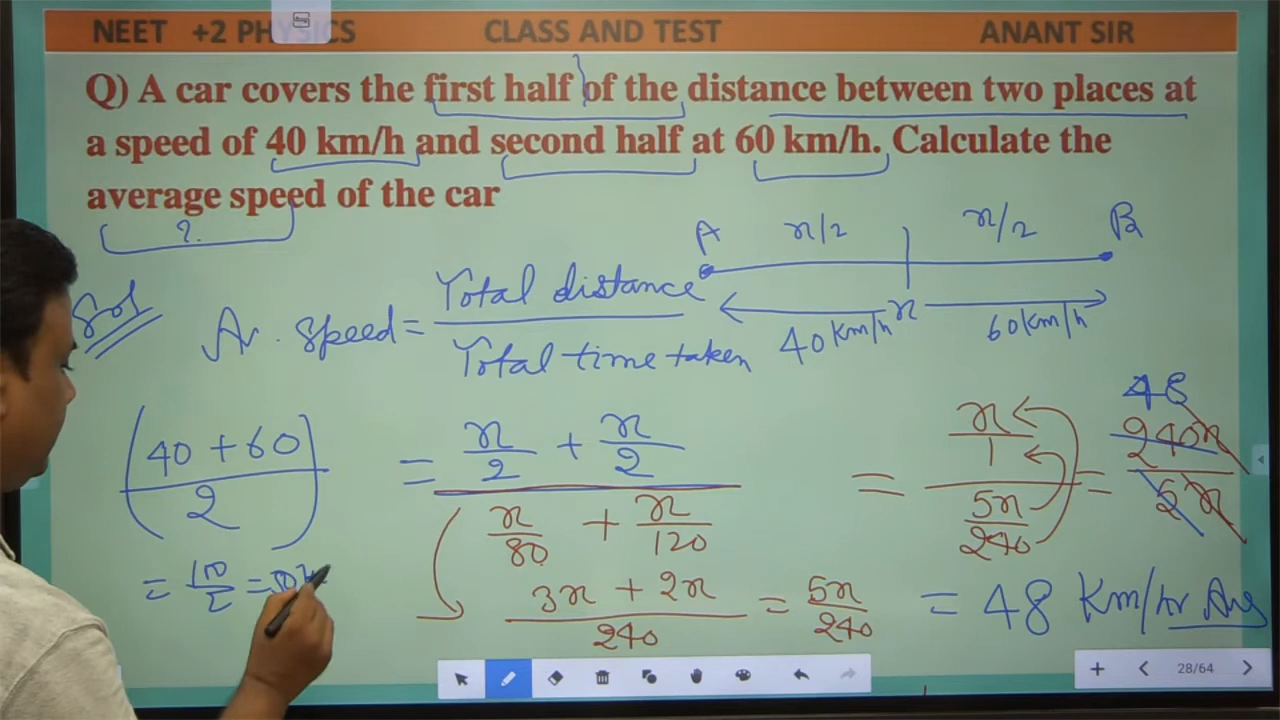 NEET +2 PHYSICS CLASS AND TEST ANANT SIR
Q) A car covers the first half of the distance between two places at
a speed of 40 km/h and second half at 60 km/h. Calculate the
average speed of the car
?
A x/2 x/2 B
x
40 Km/h 60 Km/h
Sol
Av. Speed = Total distance / Total time taken
(40 + 60 / 2)
= 100/2 = 50
= x/2 + x/2 / x/80 + x/120
3x + 2x / 240 = 5x/240
= x/1 / 5x/240 = 240x / 5x
48
= 48 Km/hr Ans
28/64